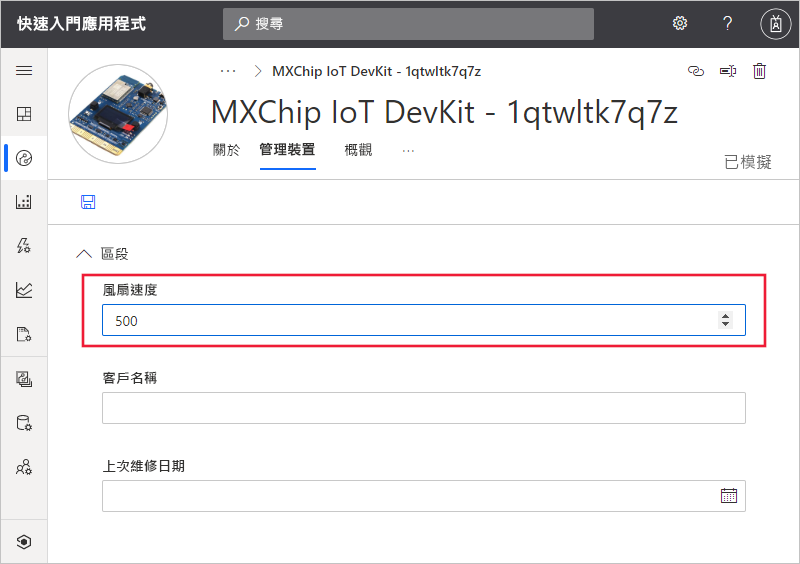 快速入門應用程式
搜尋
?
··· > MXChip IoT DevKit - 1qtwltk7q7z
MXChip IoT DevKit - 1qtwltk7q7z
關於 管理裝置 概觀 ...
已模擬
區段
風扇速度
500
客戶名稱
上次維修日期